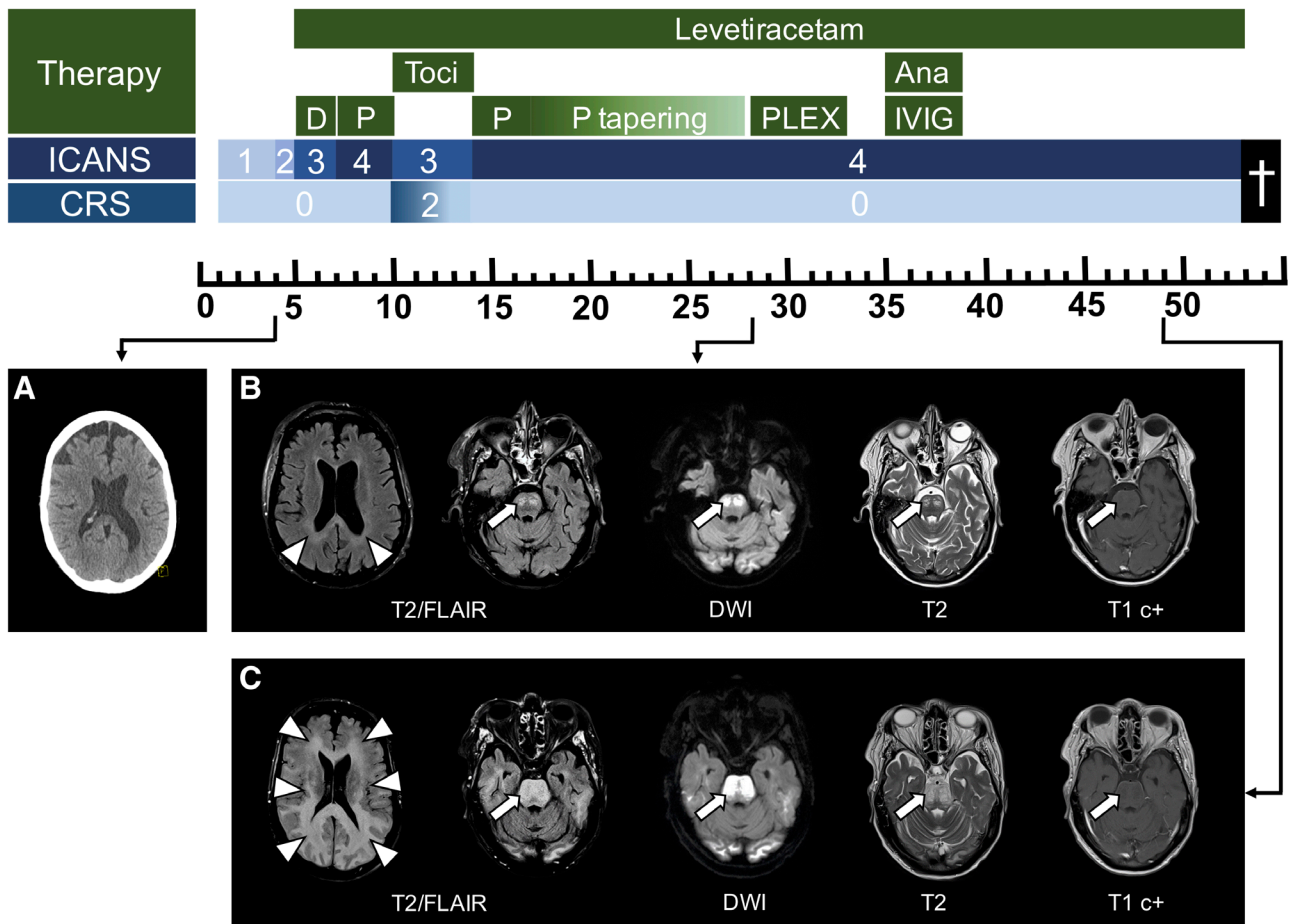 Levetiracetam
Therapy
Toci
Ana
D
P
P
P tapering
PLEX
IVIG
ICANS
1
2
3
4
3
4
†
CRS
0
2
0
0
5
10
15
20
25
30
35
40
45
50
A
B
T2/FLAIR
DWI
T2
T1 c+
C
T2/FLAIR
DWI
T2
T1 c+